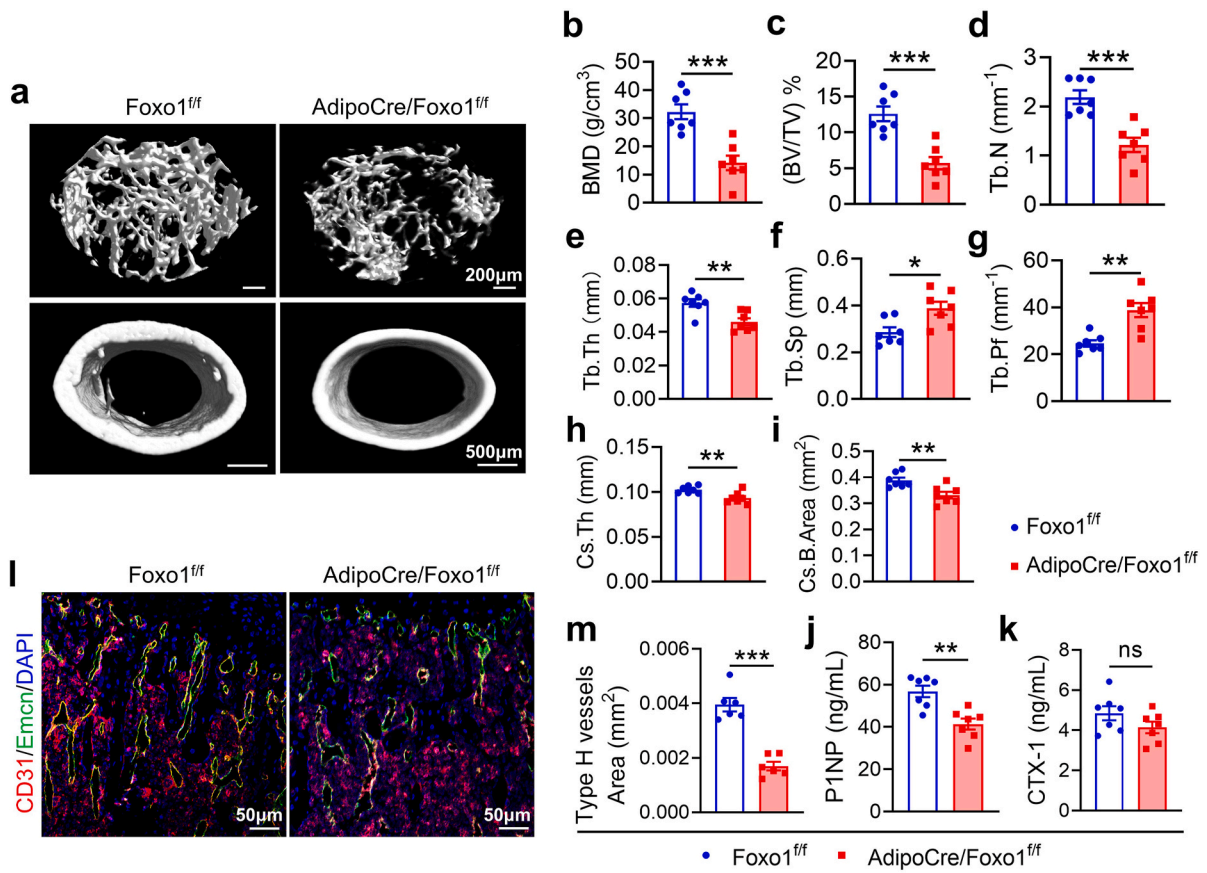 a
Foxo1f/f
AdipoCre/Foxo1f/f
200μm
500μm
b
BMD (g/cm3)
50
40
30
20
10
0
***
c
(BV/TV) %
20
15
10
5
0
***
d
Tb.N (mm-1)
3
2
1
0
***
e
Tb.Th (mm)
0.08
0.06
0.04
0.02
0.00
**
f
Tb.Sp (mm)
0.6
0.4
0.2
0.0
*
g
Tb.Pf (mm-1)
60
40
20
0
**
h
Cs.Th (mm)
0.15
0.10
0.05
0.00
**
i
Cs.B.Area (mm2)
0.5
0.4
0.3
0.2
0.1
0.0
**
Foxo1f/f
AdipoCre/Foxo1f/f
l
Foxo1f/f
AdipoCre/Foxo1f/f
CD31/Emcn/DAPI
50μm
50μm
m
Type H vessels
Area (mm2)
0.006
0.004
0.002
0.000
***
j
P1NP (ng/mL)
80
60
40
20
0
**
k
CTX-1 (ng/mL)
8
6
4
2
0
ns
Foxo1f/f
AdipoCre/Foxo1f/f